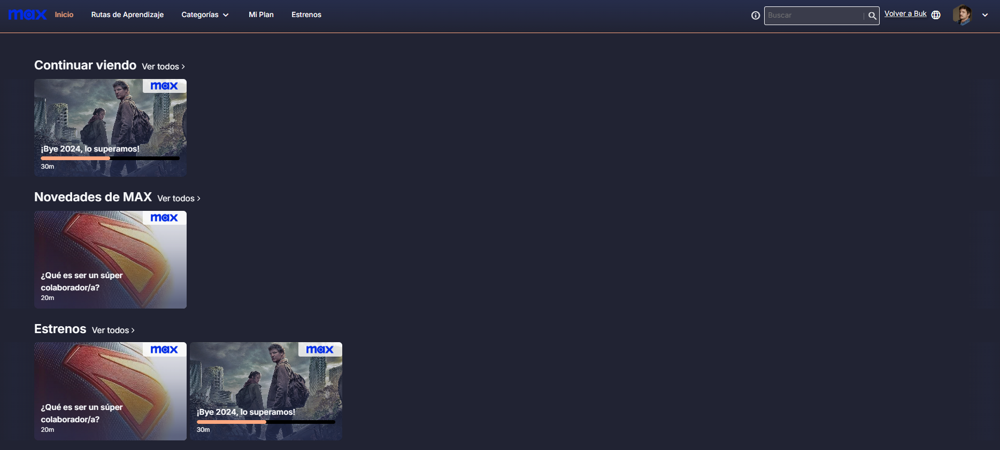 max Inicio Rutas de Aprendizaje Categorías Mi Plan Estrenos Buscar Volver a Buk
Continuar viendo Ver todos
max
¡Bye 2024, lo superamos!
30m
Novedades de MAX Ver todos
max
¿Qué es ser un súper
colaborador/a?
20m
Estrenos Ver todos
max
¿Qué es ser un súper
colaborador/a?
20m
max
¡Bye 2024, lo superamos!
30m